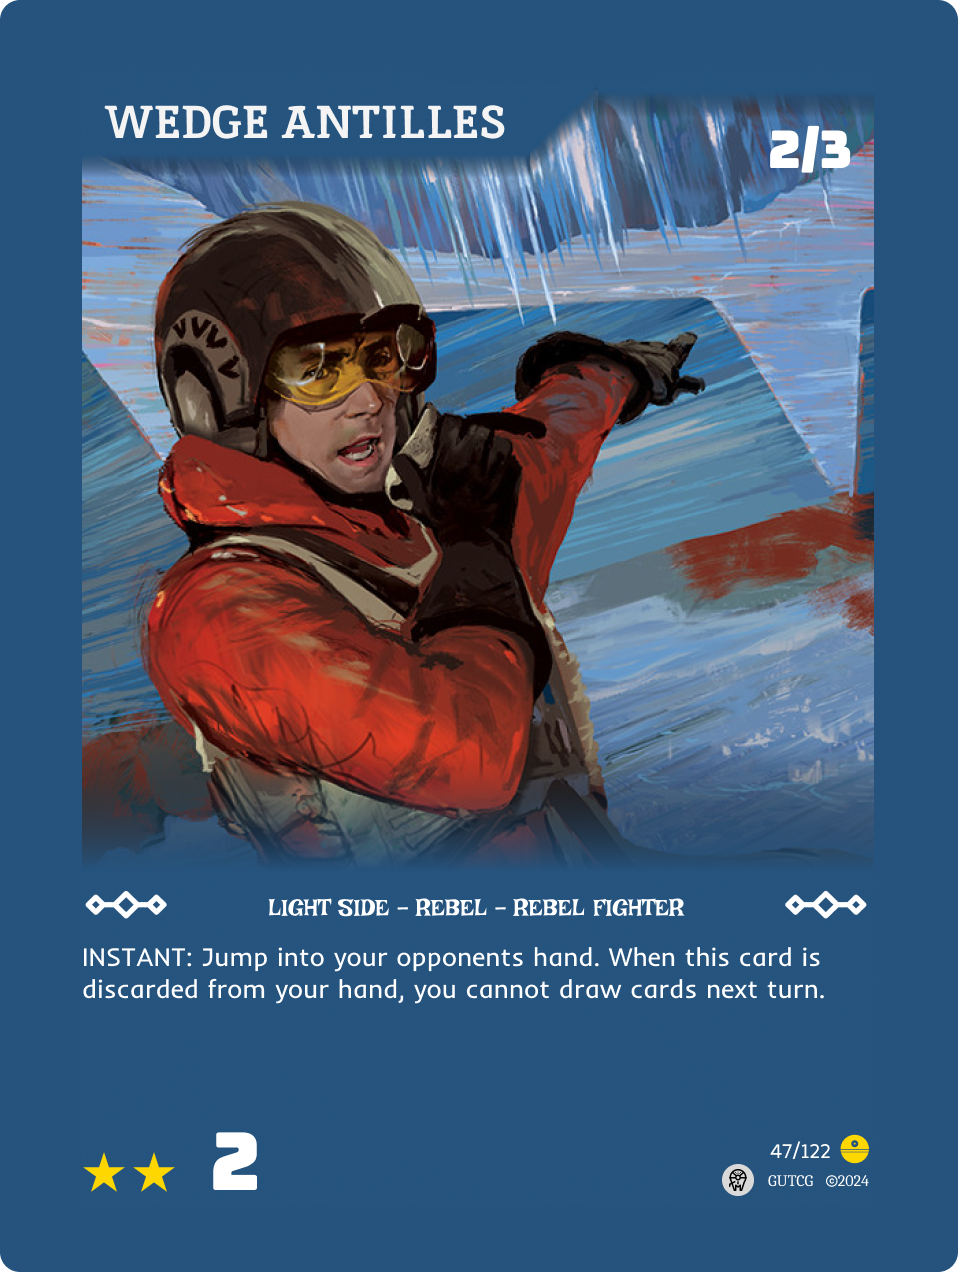 WEDGE ANTILLES
2/3
LIGHT SIDE – REBEL – REBEL FIGHTER
INSTANT: Jump into your opponents hand. When this card is
discarded from your hand, you cannot draw cards next turn.
2
47/122
GUTCG ©2024